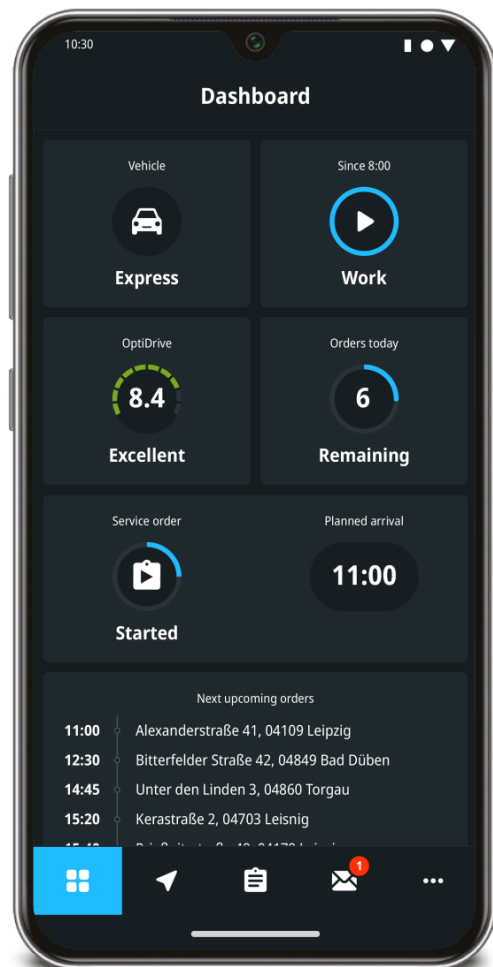 10:30
Dashboard
Vehicle
Since 8:00
Express
Work
OptiDrive
Orders today
8.4
6
Excellent
Remaining
Service order
Planned arrival
11:00
Started
Next upcoming orders
11:00 Alexanderstraße 41, 04109 Leipzig
12:30 Bitterfelder Straße 42, 04849 Bad Düben
14:45 Unter den Linden 3, 04860 Torgau
15:20 Kerastraße 2, 04703 Leisnig
1